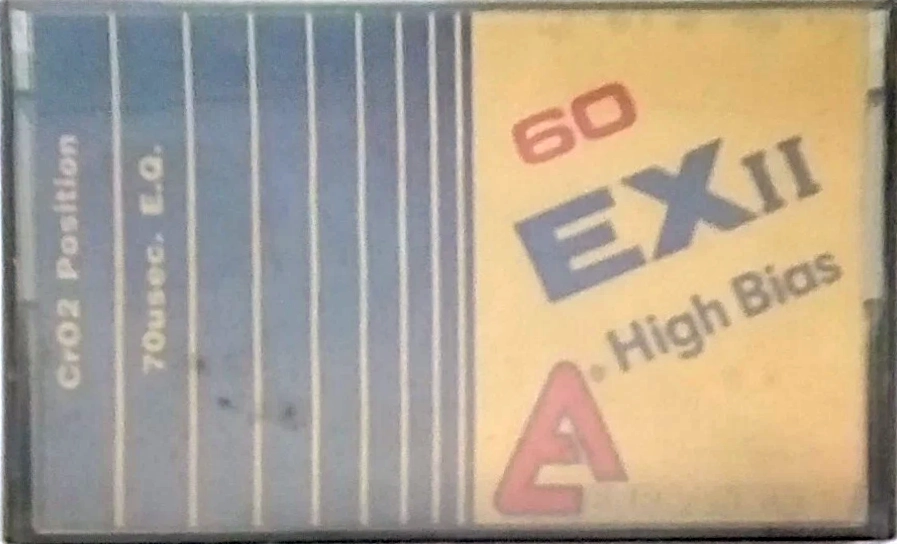 CrO2 Position
70usec. E.Q.
60
EXII
High Bias
A